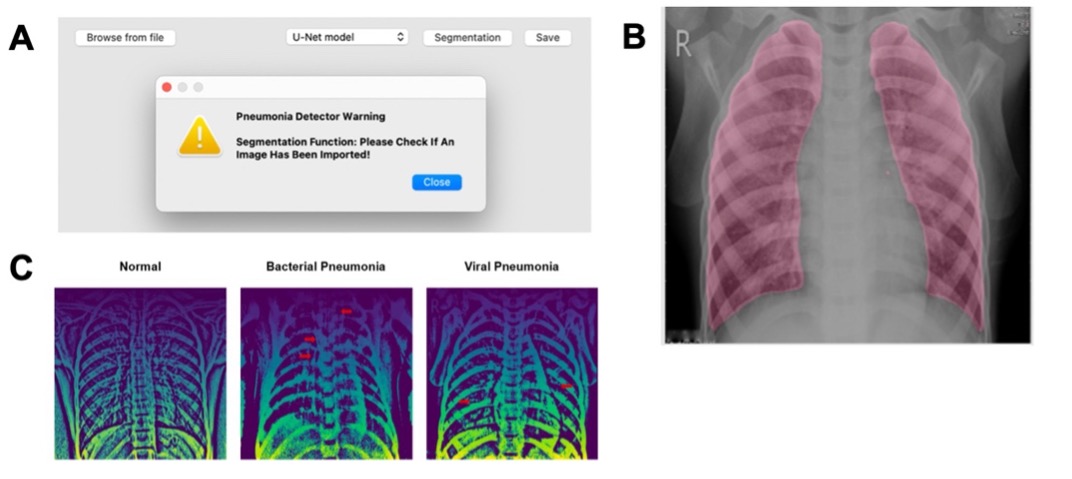 A
Browse from file
U-Net model
Segmentation
Save
Pneumonia Detector Warning
Segmentation Function: Please Check If An
Image Has Been Imported!
Close
B
R
C
Normal
Bacterial Pneumonia
Viral Pneumonia
R